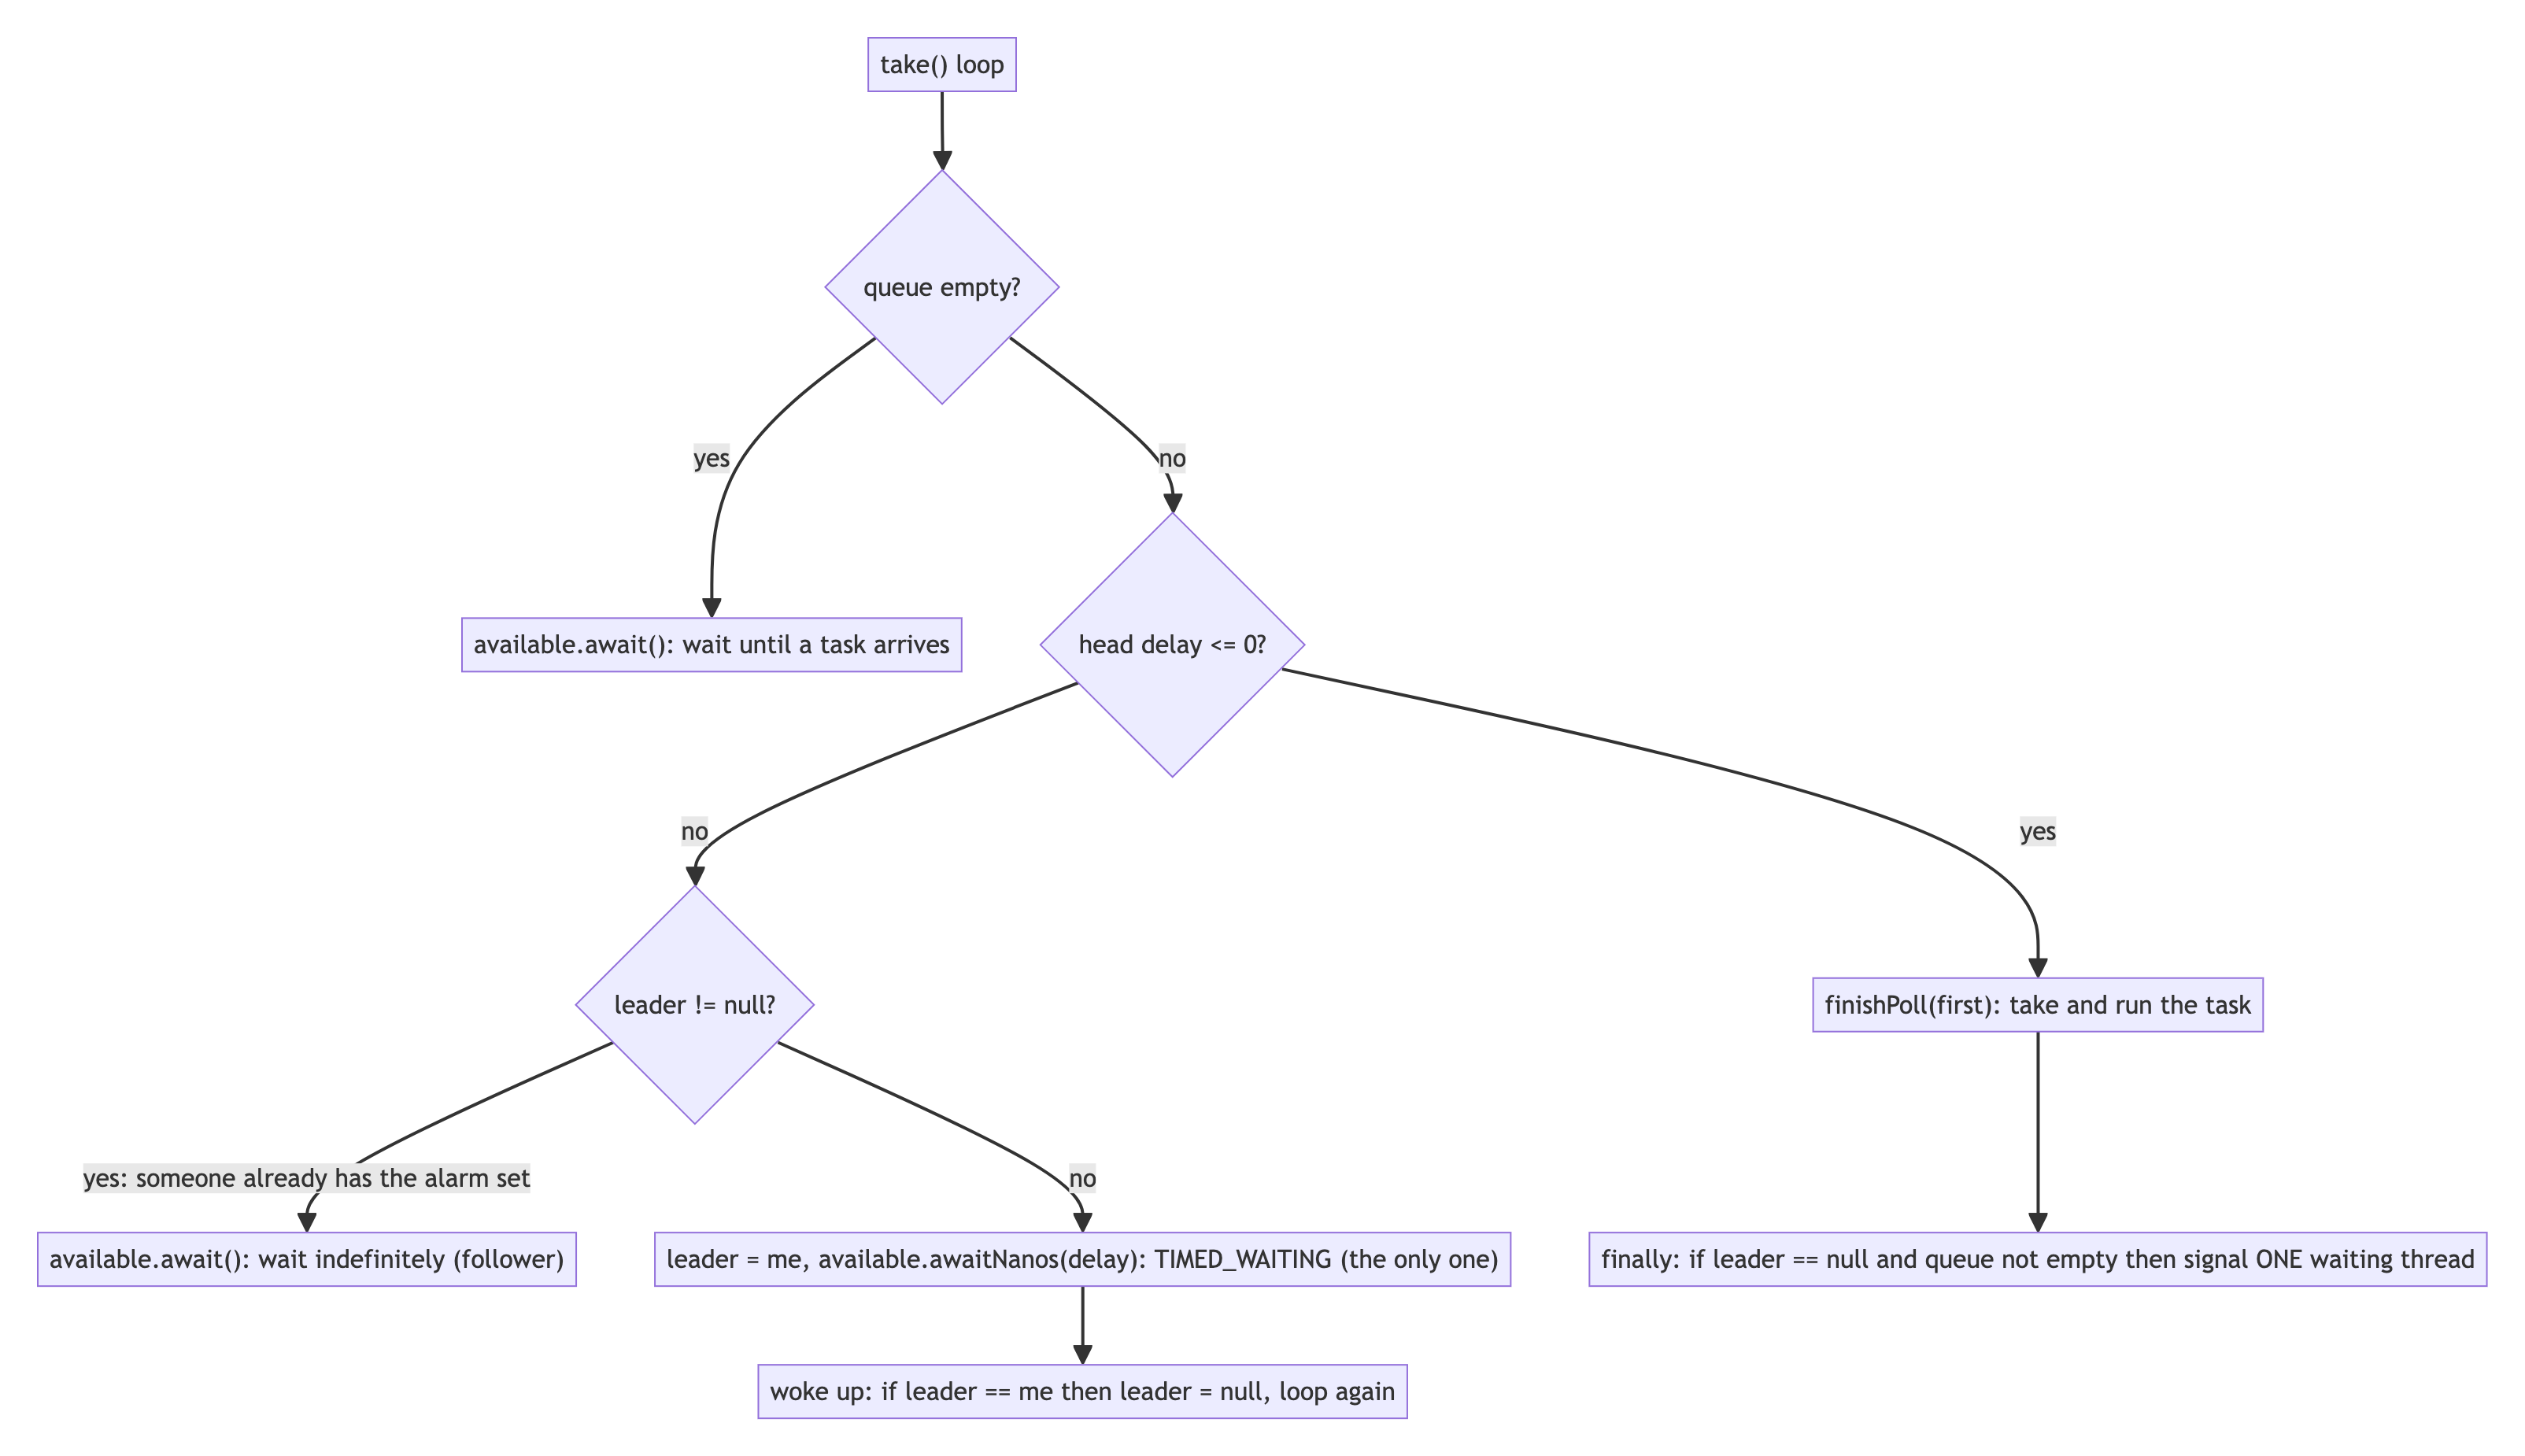 take() loop
queue empty?
yes
no
available.await(): wait until a task arrives
head delay <= 0?
no
yes
leader != null?
finishPoll(first): take and run the task
yes: someone already has the alarm set
no
available.await(): wait indefinitely (follower)
leader = me, available.awaitNanos(delay): TIMED_WAITING (the only one)
finally: if leader == null and queue not empty then signal ONE waiting thread
woke up: if leader == me then leader = null, loop again